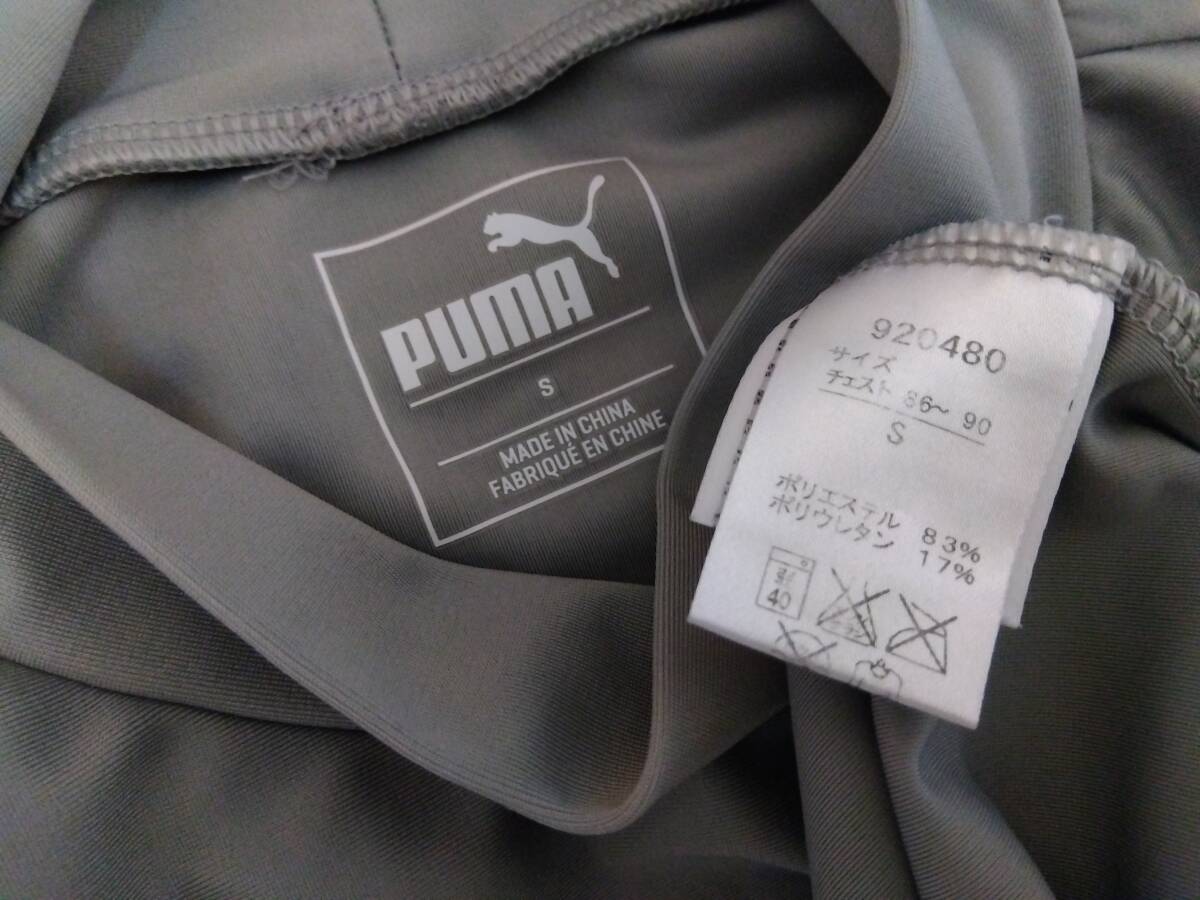 PUMA
S
MADE IN CHINA
FABRIQUÉ EN CHINE
920480
サイズ
チェスト 86~ 90
S
ポリエステル 83%
ポリウレタン 17%
40